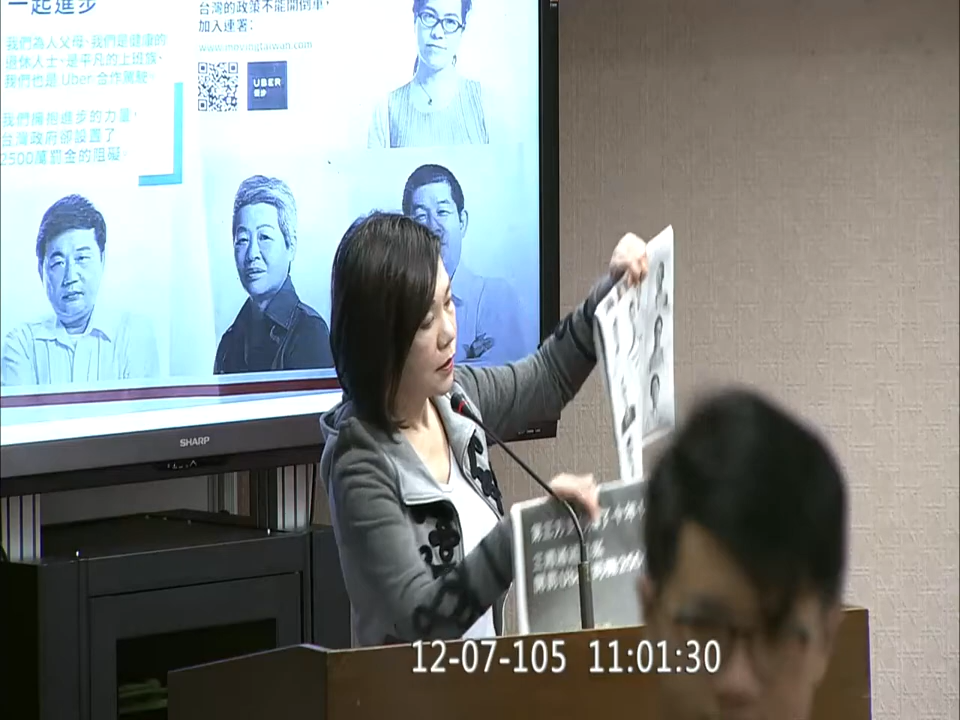 一起進步
我們為人父母、我們是健康的
退休人士、是平凡的上班族,
我們也是 Uber 合作駕駛。
我們擁抱進步的力量,
台灣政府卻設置了
2500萬罰金的阻礙。
台灣的政策不能開倒車,
加入連署:
www.movingtaiwan.com
UBER
SHARP
12-07-105 11:01:30